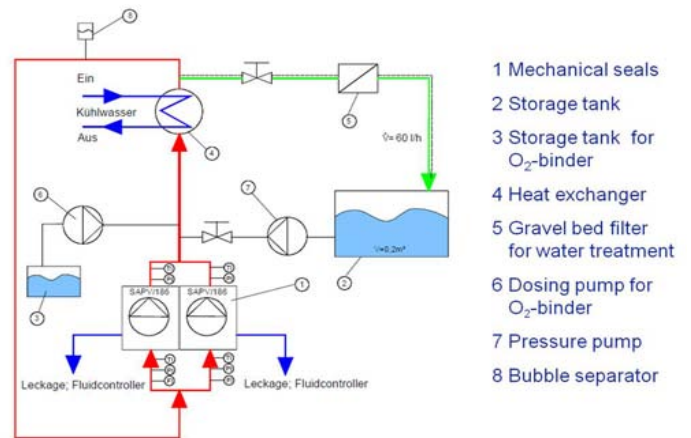 8
Ein
Kühlwasser
Aus
4
5
V̇= 60 l/h
6
7
V=0,2m³
2
3
1
SAPV/186
SAPV/186
Leckage; Fluidcontroller
Leckage; Fluidcontroller
1 Mechanical seals
2 Storage tank
3 Storage tank for
O₂-binder
4 Heat exchanger
5 Gravel bed filter
for water treatment
6 Dosing pump for
O₂-binder
7 Pressure pump
8 Bubble separator